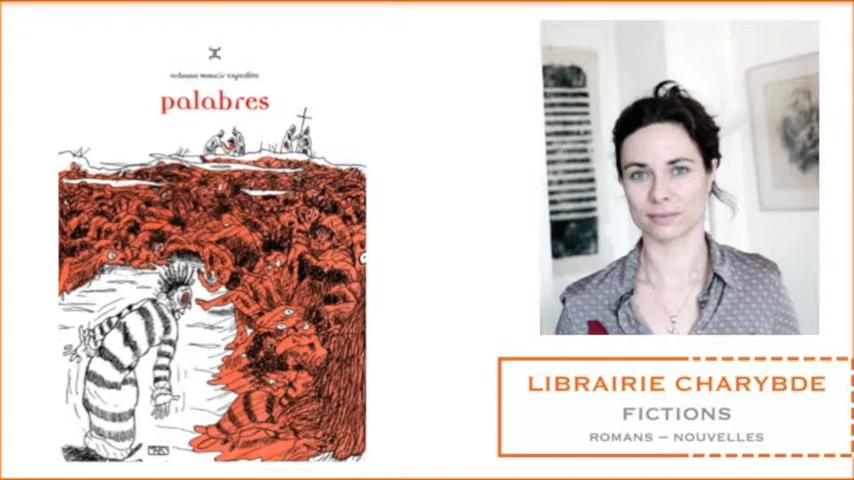 palabres
LIBRAIRIE CHARYBDE
FICTIONS
ROMANS – NOUVELLES